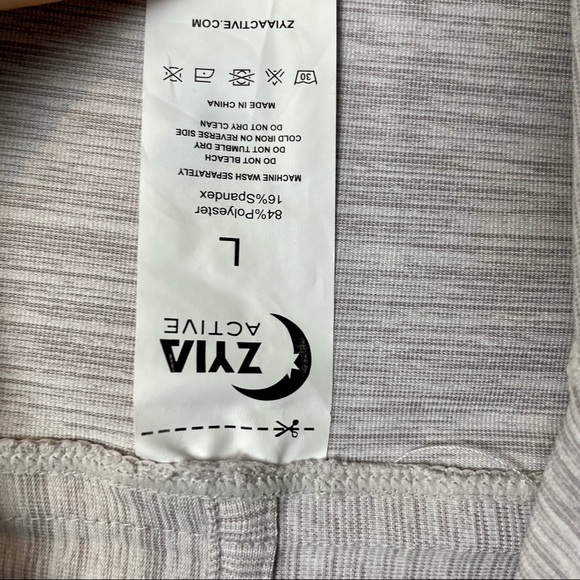 ZYIA
ACTIVE
L
84%Polyester
16%Spandex
MACHINE WASH SEPARATELY
DO NOT BLEACH
DO NOT TUMBLE DRY
COLD IRON ON REVERSE SIDE
DO NOT DRY CLEAN
MADE IN CHINA
30
ZYIAACTIVE.COM